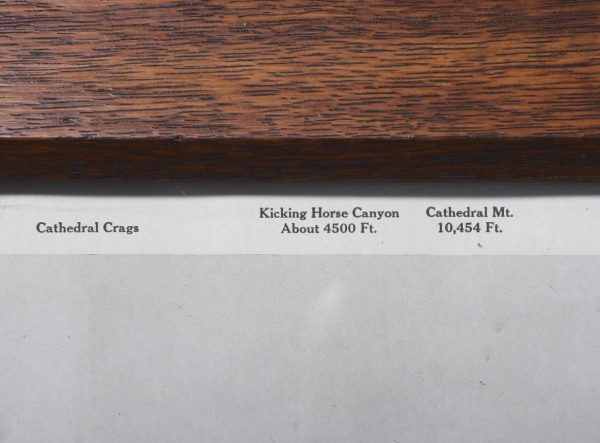 Cathedral Crags
Kicking Horse Canyon
About 4500 Ft.
Cathedral Mt.
10,454 Ft.